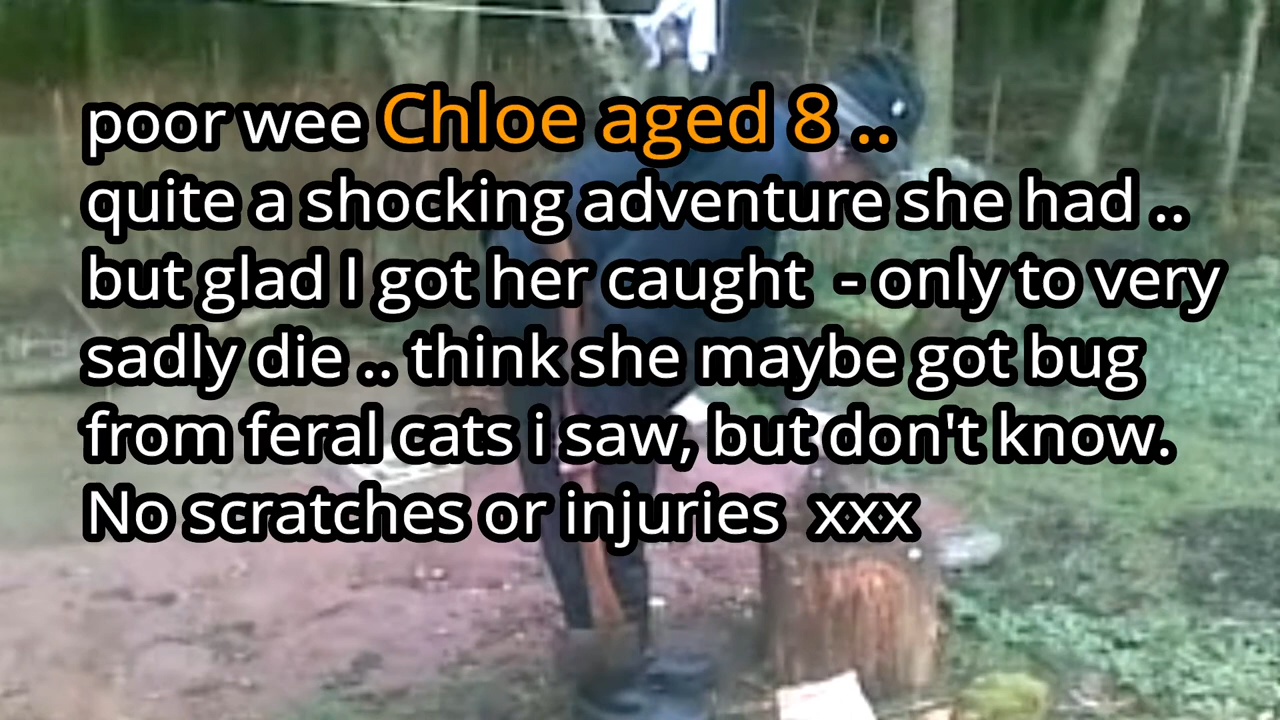 poor wee Chloe aged 8 ..
quite a shocking adventure she had ..
but glad I got her caught - only to very
sadly die .. think she maybe got bug
from feral cats i saw, but don't know.
No scratches or injuries xxx